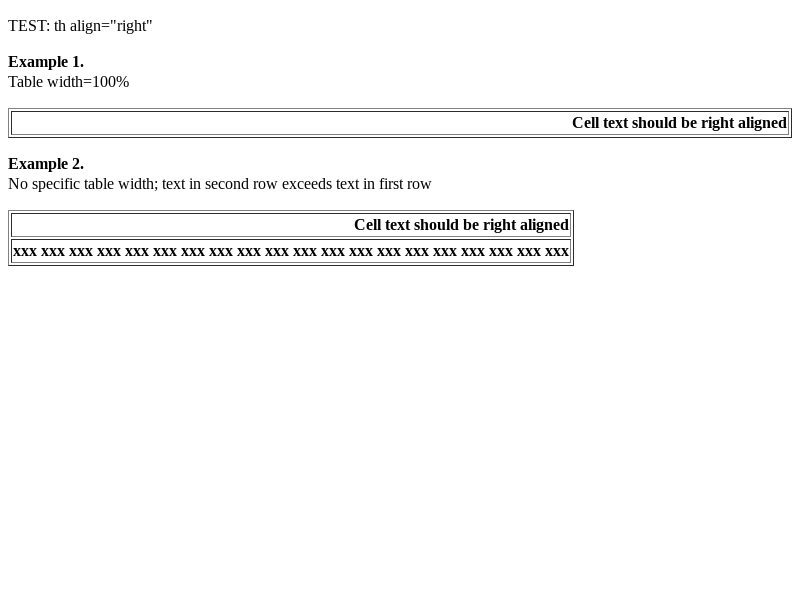 TEST: th align="right"
Example 1.
Table width=100%
Cell text should be right aligned
Example 2.
No specific table width; text in second row exceeds text in first row
Cell text should be right aligned
xxx xxx xxx xxx xxx xxx xxx xxx xxx xxx xxx xxx xxx xxx xxx xxx xxx xxx xxx xxx